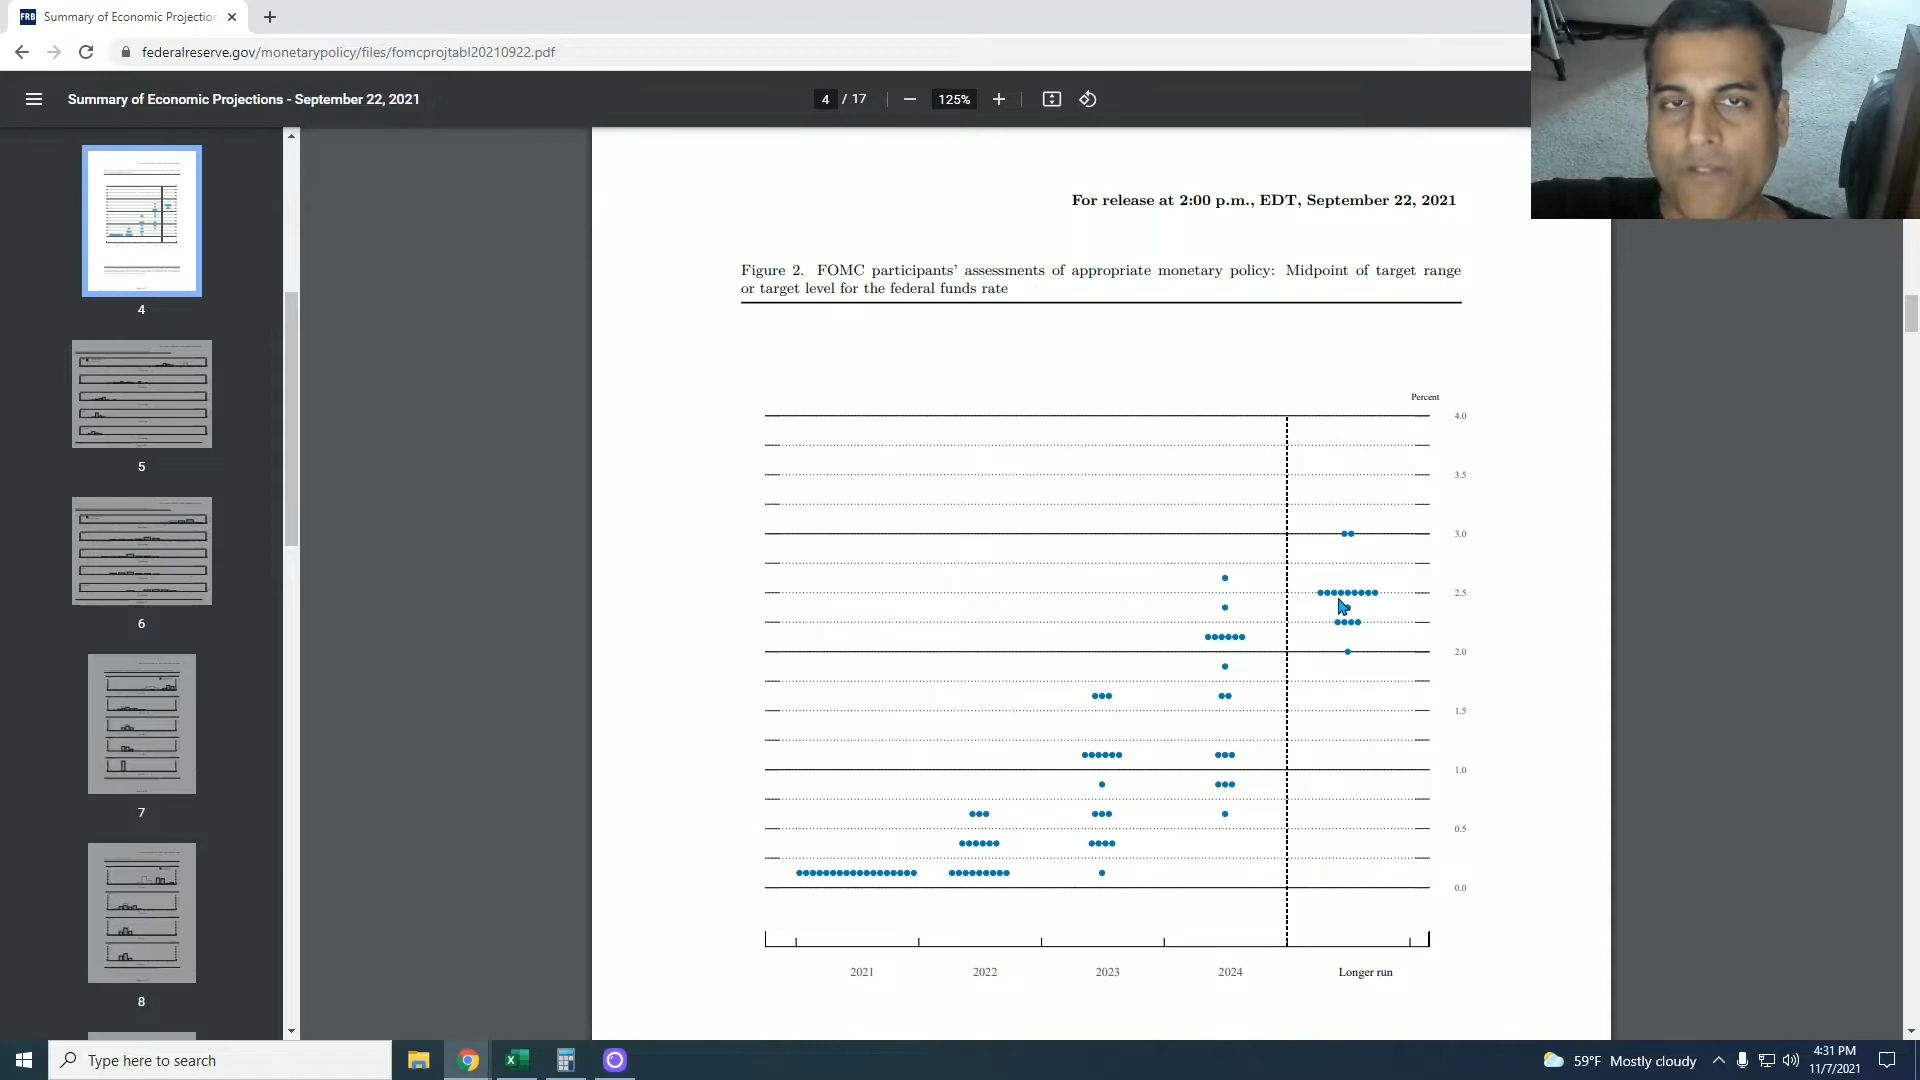 FRB Summary of Economic Projection
federalreserve.gov/monetarypolicy/files/fomcprojtabl20210922.pdf
Summary of Economic Projections - September 22, 2021
4 / 17
125%
4
5
6
7
8
For release at 2:00 p.m., EDT, September 22, 2021
Figure 2. FOMC participants' assessments of appropriate monetary policy: Midpoint of target range
or target level for the federal funds rate
Percent
4.0
3.5
3.0
2.5
2.0
1.5
1.0
0.5
0.0
2021 2022 2023 2024 Longer run
Type here to search
59°F Mostly cloudy
4:31 PM
11/7/2021